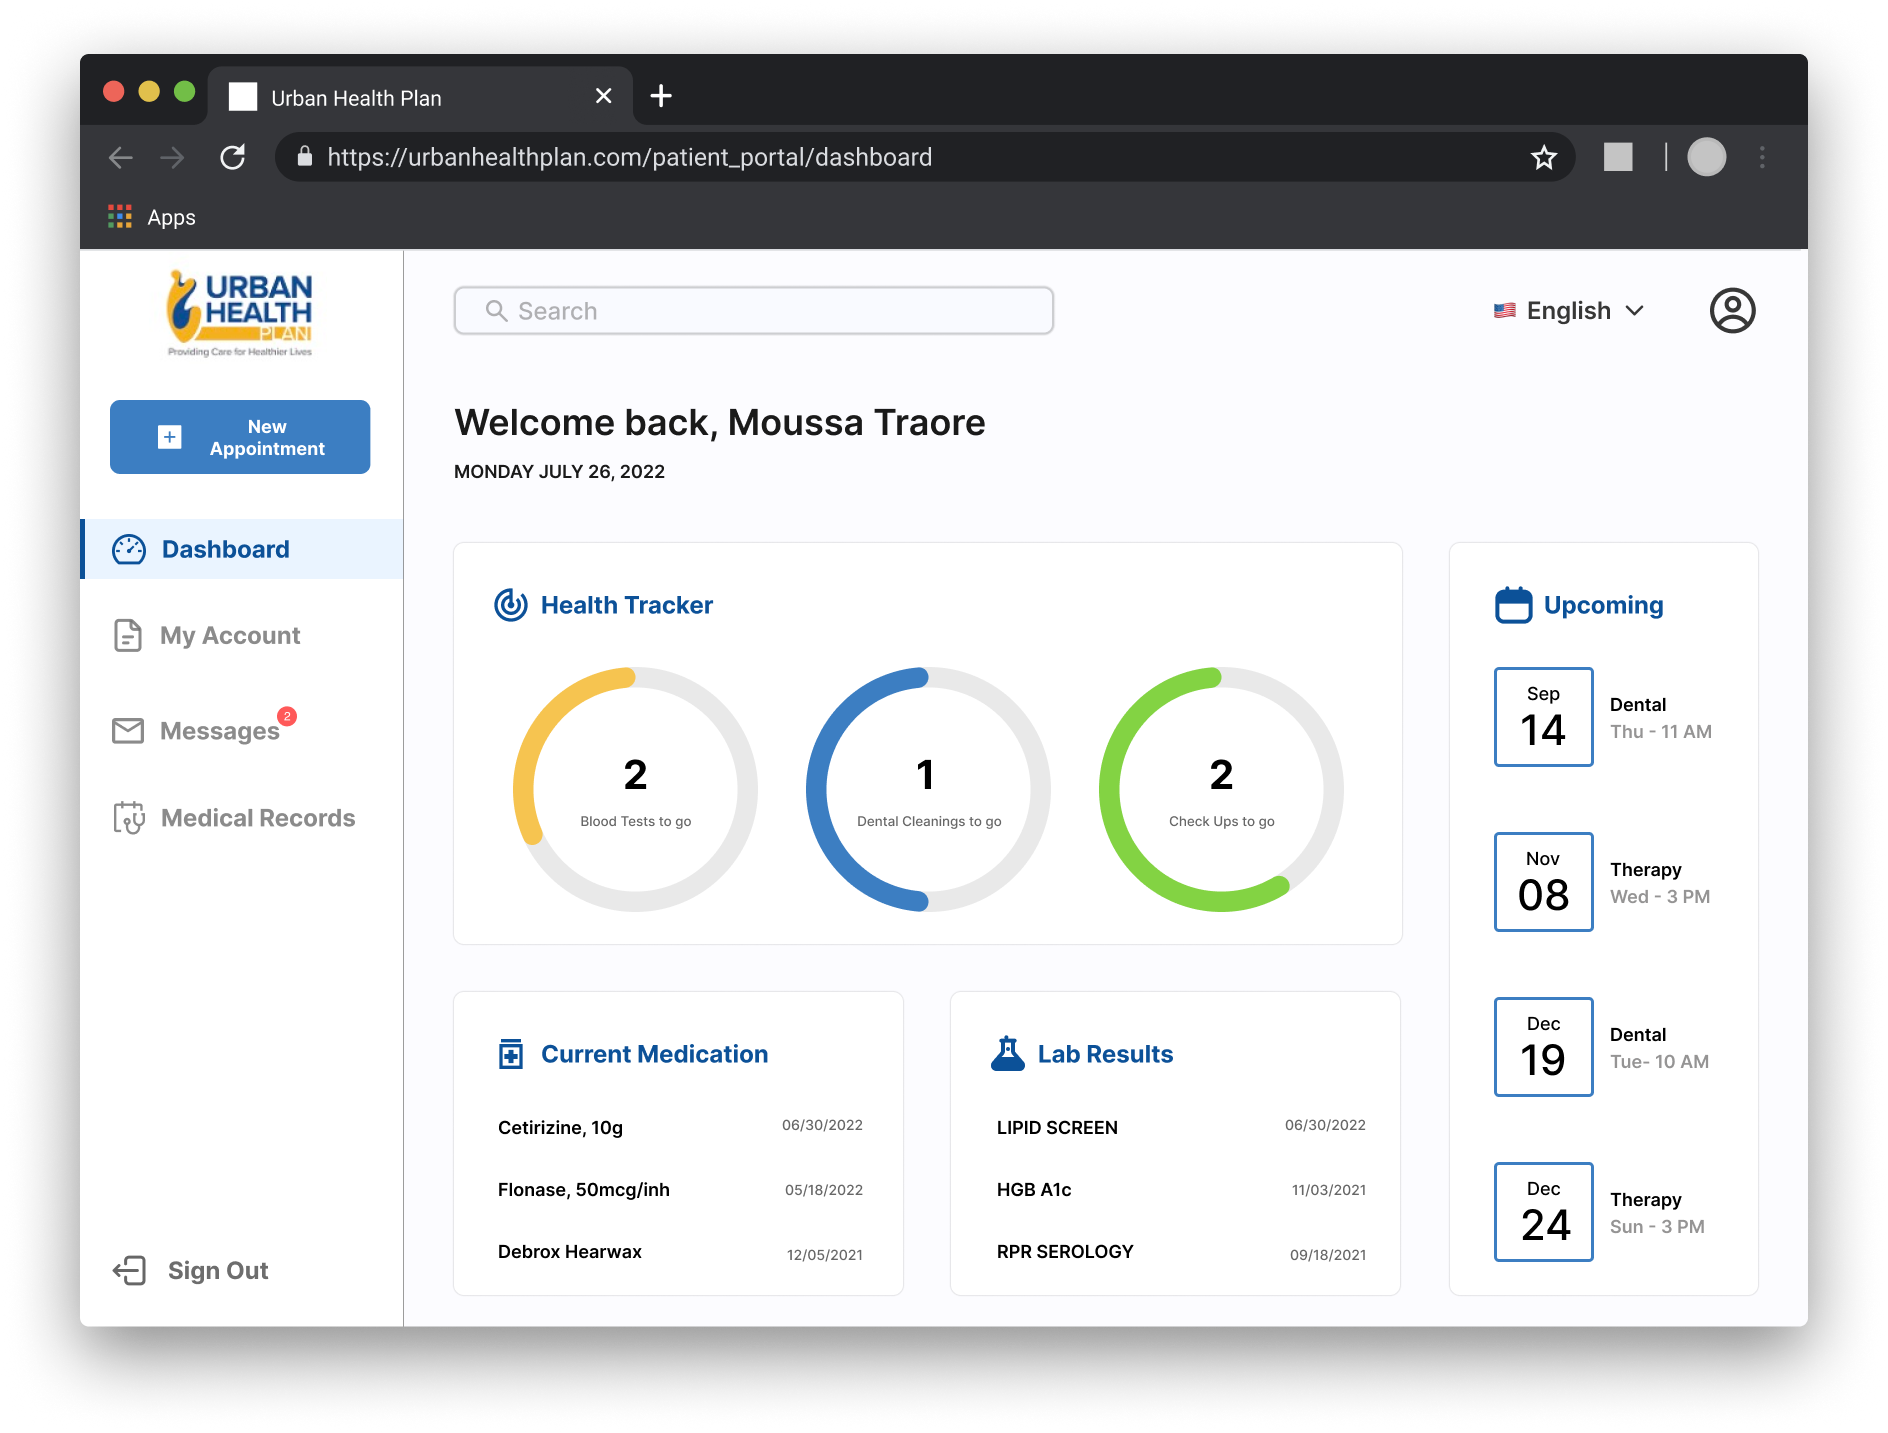 Urban Health Plan
https://urbanhealthplan.com/patient_portal/dashboard
Apps
URBAN
HEALTH
PLAN
Providing Care for Healthier Lives
New
Appointment
Dashboard
My Account
Messages
2
Medical Records
Sign Out
Search
English
Welcome back, Moussa Traore
MONDAY JULY 26, 2022
Health Tracker
2
Blood Tests to go
1
Dental Cleanings to go
2
Check Ups to go
Current Medication
Cetirizine, 10g 06/30/2022
Flonase, 50mcg/inh 05/18/2022
Debrox Hearwax 12/05/2021
Lab Results
LIPID SCREEN 06/30/2022
HGB A1c 11/03/2021
RPR SEROLOGY 09/18/2021
Upcoming
Sep
14
Dental
Thu - 11 AM
Nov
08
Therapy
Wed - 3 PM
Dec
19
Dental
Tue- 10 AM
Dec
24
Therapy
Sun - 3 PM